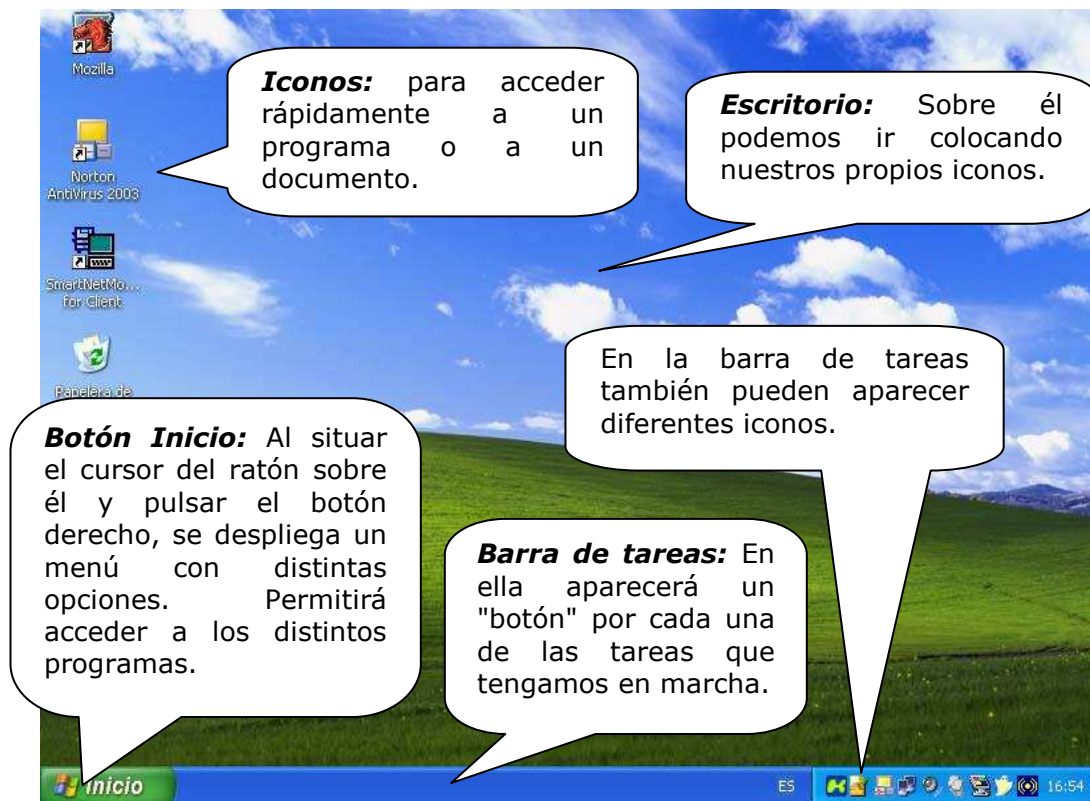 Mozilla
Iconos: para acceder
rápidamente a un
programa o a un
documento.
Escritorio: Sobre él
podemos ir colocando
nuestros propios iconos.
Norton
AntiVirus 2003
SmartNetMo...
for Client
Papelera de
En la barra de tareas
también pueden aparecer
diferentes iconos.
Botón Inicio: Al situar
el cursor del ratón sobre
él y pulsar el botón
derecho, se despliega un
menú con distintas
opciones. Permitirá
acceder a los distintos
programas.
Barra de tareas: En
ella aparecerá un
"botón" por cada una
de las tareas que
tengamos en marcha.
Inicio
ES
16:54